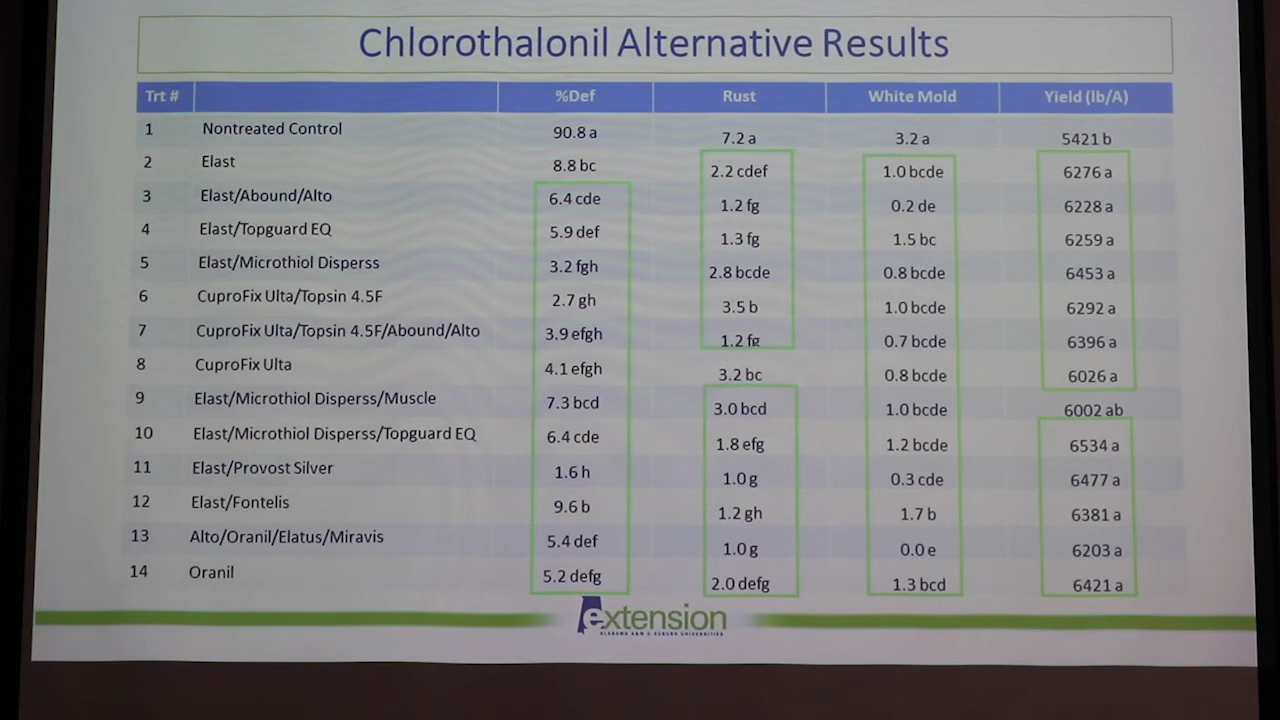 Chlorothalonil Alternative Results
Trt # %Def Rust White Mold Yield (lb/A)
1 Nontreated Control 90.8 a 7.2 a 3.2 a 5421 b
2 Elast 8.8 bc 2.2 cdef 1.0 bcde 6276 a
3 Elast/Abound/Alto 6.4 cde 1.2 fg 0.2 de 6228 a
4 Elast/Topguard EQ 5.9 def 1.3 fg 1.5 bc 6259 a
5 Elast/Microthiol Disperss 3.2 fgh 2.8 bcde 0.8 bcde 6453 a
6 CuproFix Ulta/Topsin 4.5F 2.7 gh 3.5 b 1.0 bcde 6292 a
7 CuproFix Ulta/Topsin 4.5F/Abound/Alto 3.9 efgh 1.2 fg 0.7 bcde 6396 a
8 CuproFix Ulta 4.1 efgh 3.2 bc 0.8 bcde 6026 a
9 Elast/Microthiol Disperss/Muscle 7.3 bcd 3.0 bcd 1.0 bcde 6002 ab
10 Elast/Microthiol Disperss/Topguard EQ 6.4 cde 1.8 efg 1.2 bcde 6534 a
11 Elast/Provost Silver 1.6 h 1.0 g 0.3 cde 6477 a
12 Elast/Fontelis 9.6 b 1.2 gh 1.7 b 6381 a
13 Alto/Oranil/Elatus/Miravis 5.4 def 1.0 g 0.0 e 6203 a
14 Oranil 5.2 defg 2.0 defg 1.3 bcd 6421 a
extension
ALABAMA A&M & AUBURN UNIVERSITIES